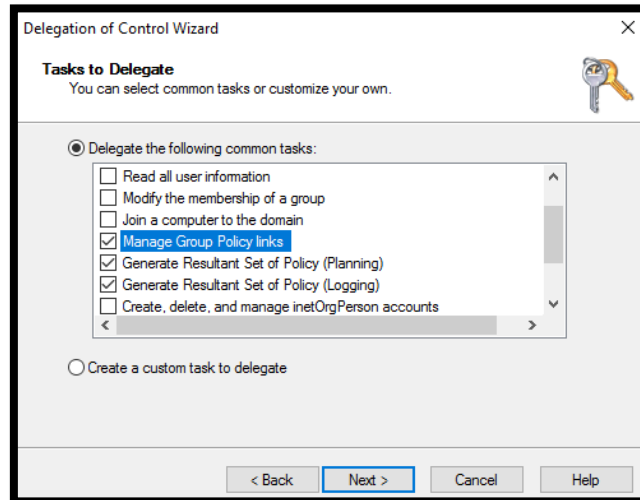 Delegation of Control Wizard
Tasks to Delegate
You can select common tasks or customize your own.
Delegate the following common tasks:
Read all user information
Modify the membership of a group
Join a computer to the domain
Manage Group Policy links
Generate Resultant Set of Policy (Planning)
Generate Resultant Set of Policy (Logging)
Create, delete, and manage inetOrgPerson accounts
Create a custom task to delegate
< Back Next > Cancel Help